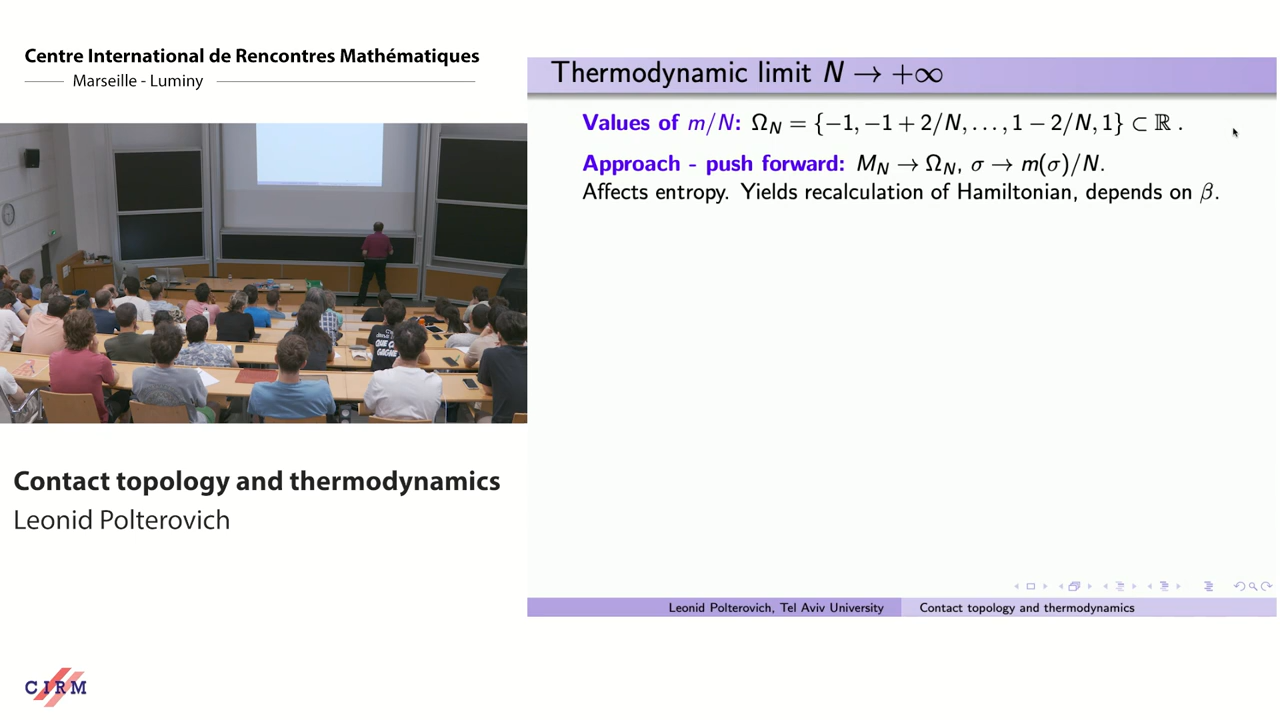 Centre International de Rencontres Mathématiques
Marseille - Luminy
Thermodynamic limit N → +∞
Values of m/N: Ω_N = {−1, −1 + 2/N, . . . , 1 − 2/N, 1} ⊂ ℝ .
Approach - push forward: M_N → Ω_N, σ → m(σ)/N.
Affects entropy. Yields recalculation of Hamiltonian, depends on β.
Contact topology and thermodynamics
Leonid Polterovich
Leonid Polterovich, Tel Aviv University
Contact topology and thermodynamics
CIRM